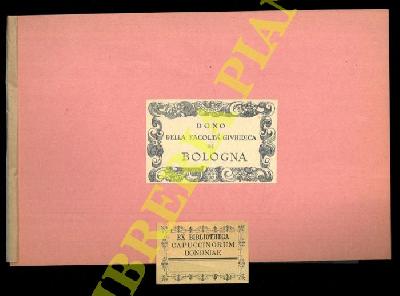 DONO
DELLA FACOLTÀ GIVRIDICA
DI
BOLOGNA
EX BIBLIOTHECA
CAPUCCINORUM
BONONIAE